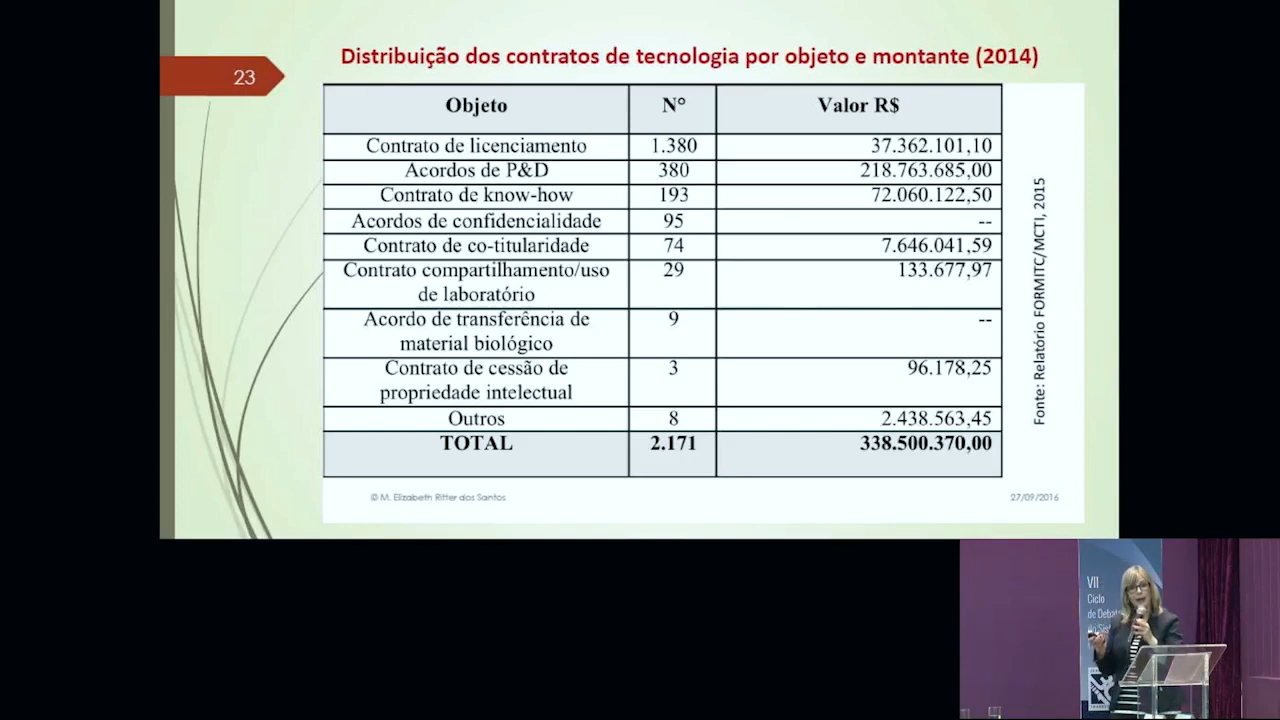 23
Distribuição dos contratos de tecnologia por objeto e montante (2014)
Objeto N° Valor R$
Contrato de licenciamento 1.380 37.362.101,10
Acordos de P&D 380 218.763.685,00
Contrato de know-how 193 72.060.122,50
Acordos de confidencialidade 95 --
Contrato de co-titularidade 74 7.646.041,59
Contrato compartilhamento/uso 29 133.677,97
de laboratório
Acordo de transferência de 9 --
material biológico
Contrato de cessão de 3 96.178,25
propriedade intelectual
Outros 8 2.438.563,45
TOTAL 2.171 338.500.370,00
Fonte: Relatório FORMITC/MCTI, 2015
© M. Elizabeth Ritter dos Santos
27/09/2016
VII
Ciclo
de Debat